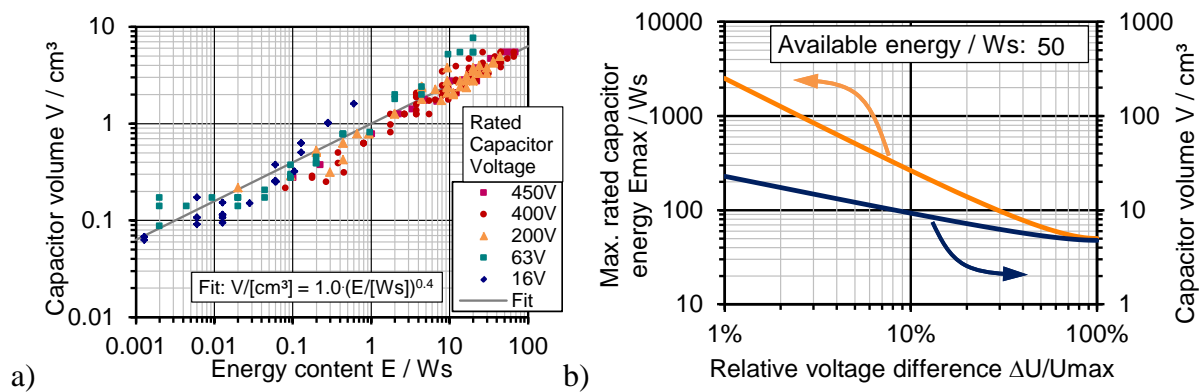 Capacitor volume V / cm³
10
1
0.1
0.01
0.001
0.01
0.1
1
10
100
Energy content E / Ws
Rated
Capacitor
Voltage
450V
400V
200V
63V
16V
Fit
Fit: V/[cm³] = 1.0·(E/[Ws])^0.4
a)
Max. rated capacitor
energy Emax / Ws
10000
1000
100
10
Available energy / Ws: 50
1000
100
10
1
Capacitor volume V / cm³
1%
10%
100%
Relative voltage difference ΔU/Umax
b)